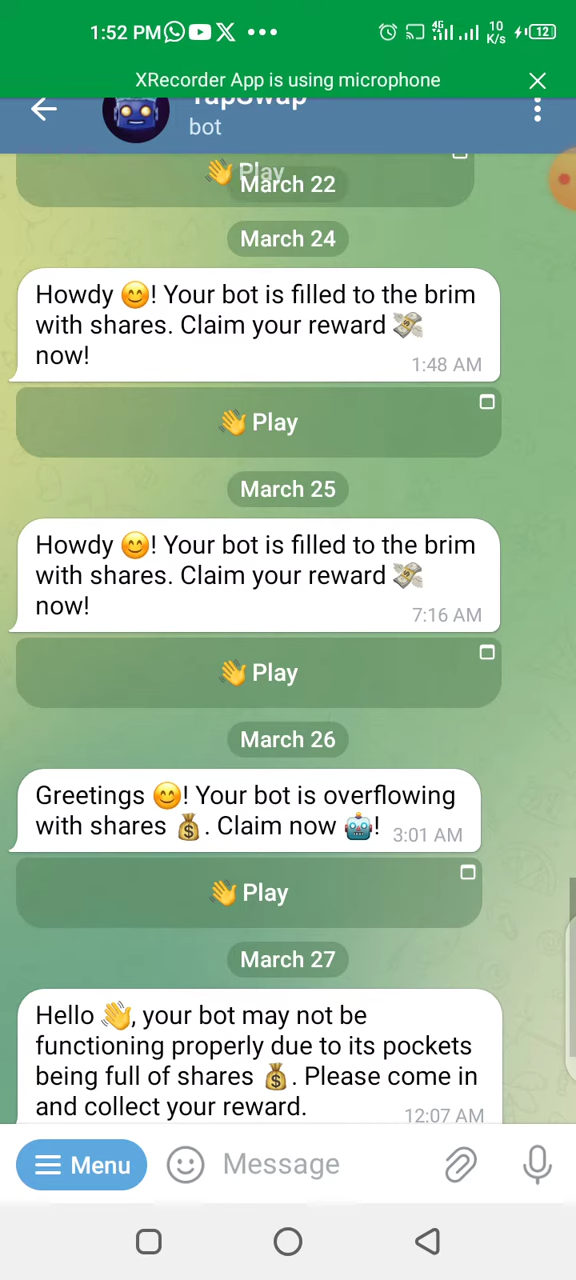 1:52 PM
4G
10
K/s
12
XRecorder App is using microphone
TapSwap
bot
👋 Play
March 22
March 24
Howdy 😊! Your bot is filled to the brim
with shares. Claim your reward 💸
now!
1:48 AM
👋 Play
March 25
Howdy 😊! Your bot is filled to the brim
with shares. Claim your reward 💸
now!
7:16 AM
👋 Play
March 26
Greetings 😊! Your bot is overflowing
with shares 💰. Claim now 🤖!
3:01 AM
👋 Play
March 27
Hello 👋, your bot may not be
functioning properly due to its pockets
being full of shares 💰. Please come in
and collect your reward.
12:07 AM
Menu
Message